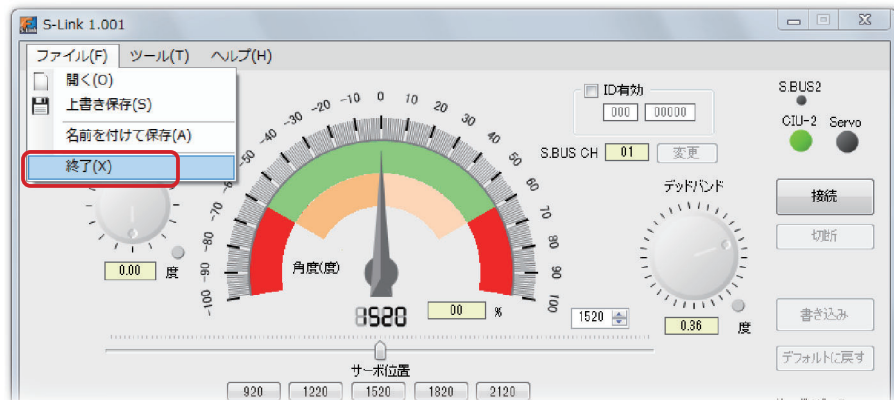 S-Link 1.001
ファイル(F) ツール(T) ヘルプ(H)
開く(O)
上書き保存(S)
名前を付けて保存(A)
終了(X)
-100 -90 -80 -70 -60 -50 -40 -30 -20 -10 0 10 20 30 40 50 60 70 80 90 100
角度(度)
1520
00 %
1520
0.00 度
サーボ位置
920 1220 1520 1820 2120
ID有効
000 00000
S.BUS CH 01 変更
デッドバンド
0.36 度
S.BUS2
CIU-2 Servo
接続
切断
書き込み
デフォルトに戻す